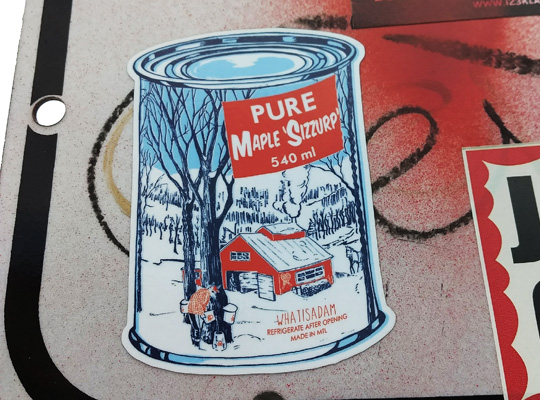 PURE
MAPLE 'SIZZURP'
540 ml
WHATISADAM
REFRIGERATE AFTER OPENING
MADE IN MTL